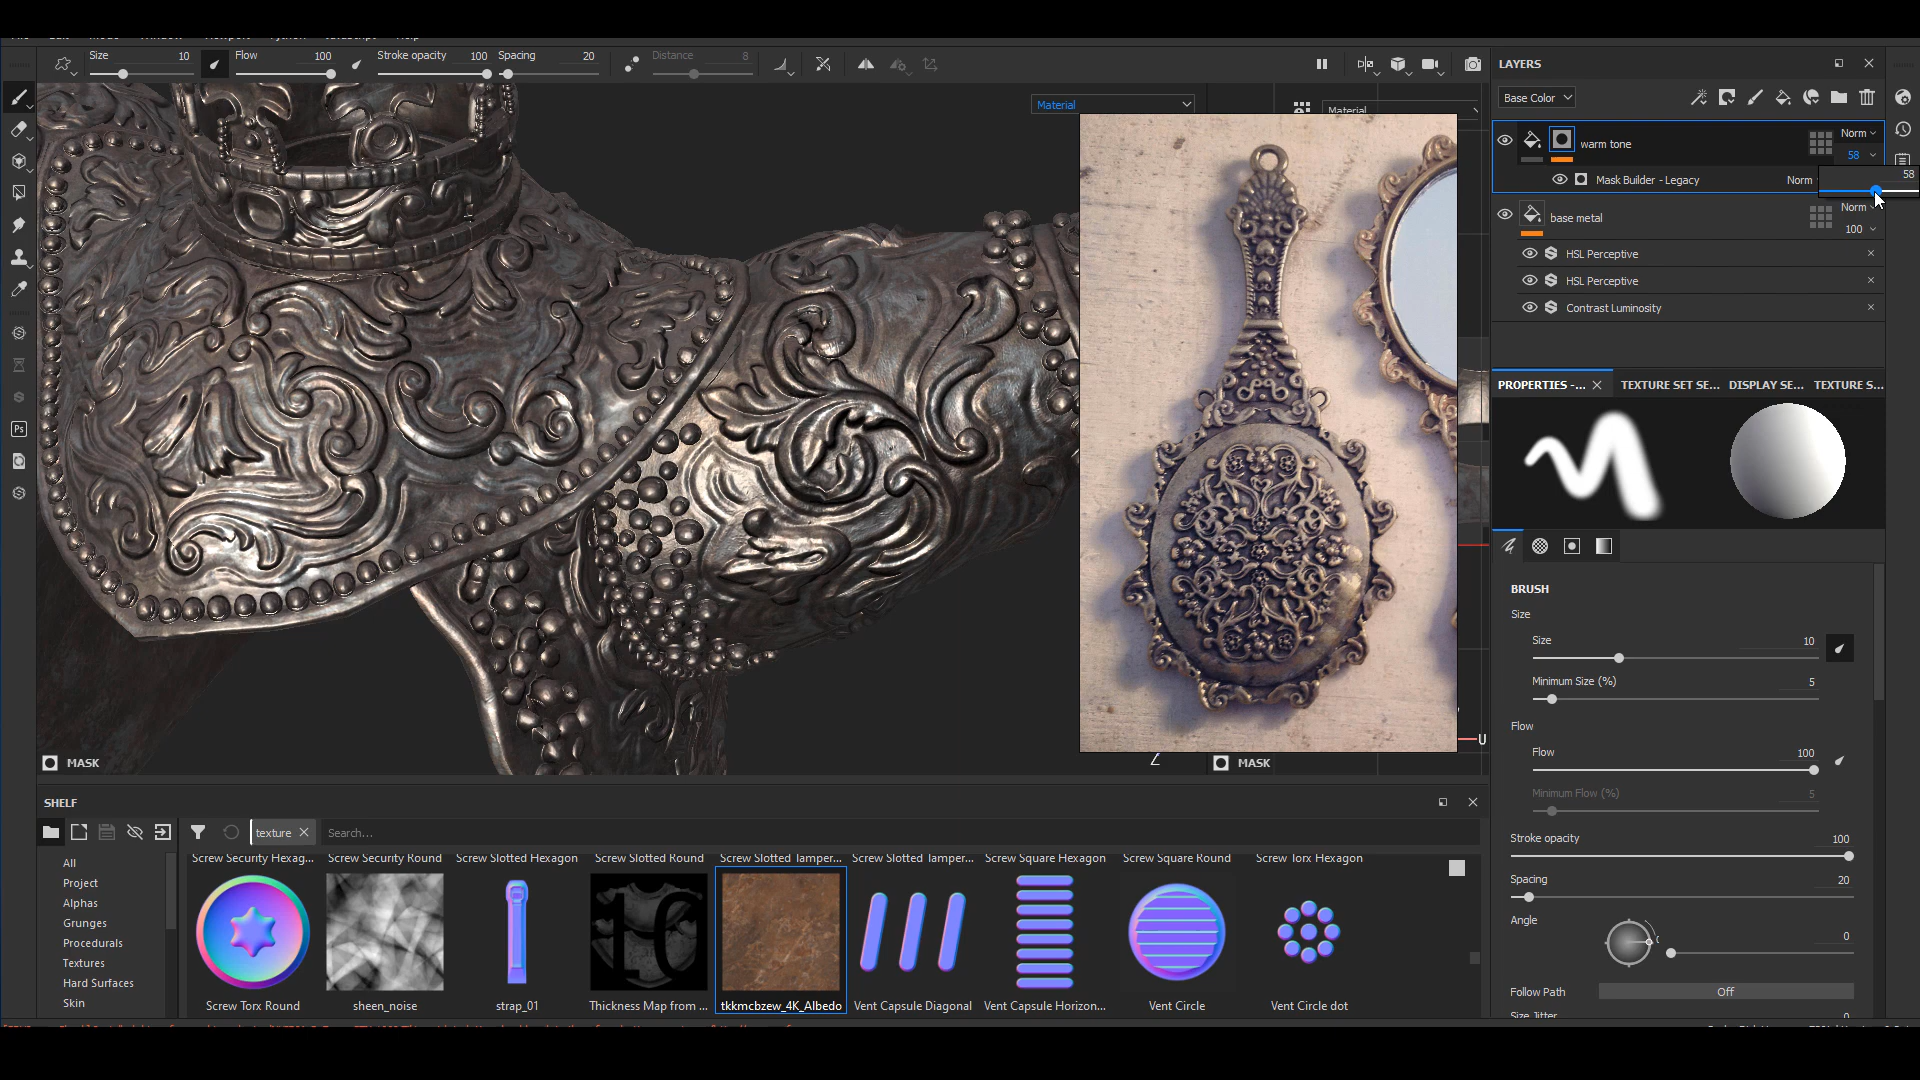 Size 10 Flow 100 Stroke opacity 100 Spacing 20 Distance 8
Material
Material
MASK
U
MASK
LAYERS
Base Color
warm tone Norm
58
58
Mask Builder - Legacy Norm
base metal Norm
100
HSL Perceptive
HSL Perceptive
Contrast Luminosity
PROPERTIES -... TEXTURE SET SE... DISPLAY SE... TEXTURE S...
BRUSH
Size
Size 10
Minimum Size (%) 5
Flow
Flow 100
Minimum Flow (%) 5
Stroke opacity 100
Spacing 20
Angle
0
Follow Path Off
Size Jitter 0
SHELF
texture Search...
All
Project
Alphas
Grunges
Procedurals
Textures
Hard Surfaces
Skin
Screw Security Hexag... Screw Security Round Screw Slotted Hexagon Screw Slotted Round Screw Slotted Tamper... Screw Slotted Tamper... Screw Square Hexagon Screw Square Round Screw Torx Hexagon
Screw Torx Round sheen_noise strap_01 Thickness Map from ... tkkmcbzew_4K_Albedo Vent Capsule Diagonal Vent Capsule Horizon... Vent Circle Vent Circle dot
Ps